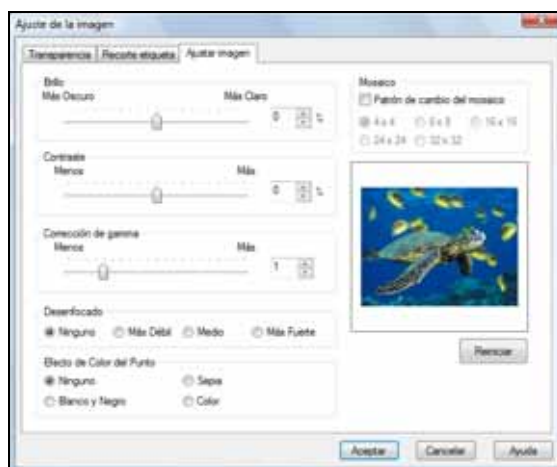 Ajuste de la imagen
Transparencia Recorte etiqueta Ajustar imagen
Brillo
Más Oscuro Más Claro
0
Contraste
Menos Más
0
Corrección de gamma
Menos Más
1
Desenfocado
Ninguno Más Débil Medio Más Fuerte
Efecto de Color del Punto
Ninguno Sepia
Blanco y Negro Color
Mosaico
Patrón de cambio del mosaico
4 x 4 8 x 8 16 x 16
24 x 24 32 x 32
Reiniciar
Aceptar Cancelar Ayuda